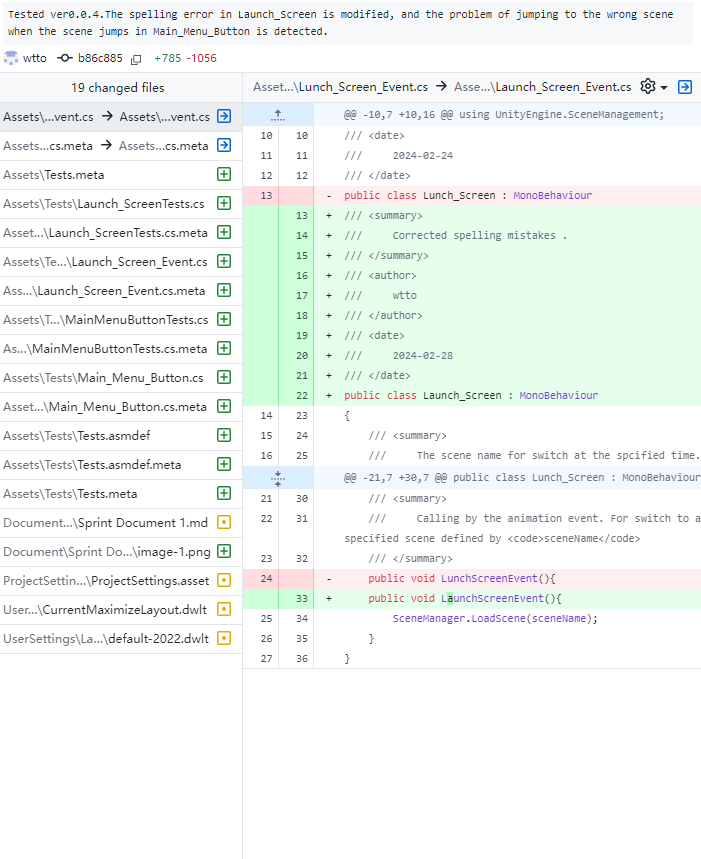 Tested ver0.0.4.The spelling error in Launch_Screen is modified, and the problem of jumping to the wrong scene
when the scene jumps in Main_Menu_Button is detected.
wtto b86c885 +785 -1056
19 changed files
Assets\...vent.cs → Assets\...vent.cs
Assets...cs.meta → Assets...cs.meta
Assets\Tests.meta
Assets\Tests\Launch_ScreenTests.cs
Asset...\Launch_ScreenTests.cs.meta
Assets\Te...\Launch_Screen_Event.cs
Ass...\Launch_Screen_Event.cs.meta
Assets\T...\MainMenuButtonTests.cs
As...\MainMenuButtonTests.cs.meta
Assets\Tests\Main_Menu_Button.cs
Asset...\Main_Menu_Button.cs.meta
Assets\Tests\Tests.asmdef
Assets\Tests\Tests.asmdef.meta
Assets\Tests\Tests.meta
Document...\Sprint Document 1.md
Document\Sprint Do...\image-1.png
ProjectSettin...\ProjectSettings.asset
User...\CurrentMaximizeLayout.dwlt
UserSettings\La...\default-2022.dwlt
Asset...\Lunch_Screen_Event.cs → Asse...\Launch_Screen_Event.cs
@@ -10,7 +10,16 @@ using UnityEngine.SceneManagement;
10 10 /// <date>
11 11 /// 2024-02-24
12 12 /// </date>
13 - public class Lunch_Screen : MonoBehaviour
13 + /// <summary>
14 + /// Corrected spelling mistakes .
15 + /// </summary>
16 + /// <author>
17 + /// wtto
18 + /// </author>
19 + /// <date>
20 + /// 2024-02-28
21 + /// </date>
22 + public class Launch_Screen : MonoBehaviour
14 23 {
15 24 /// <summary>
16 25 /// The scene name for switch at the spcified time.
@@ -21,7 +30,7 @@ public class Lunch_Screen : MonoBehaviour
21 30 /// <summary>
22 31 /// Calling by the animation event. For switch to a
specified scene defined by <code>sceneName</code>
23 32 /// </summary>
24 - public void LunchScreenEvent(){
33 + public void LaunchScreenEvent(){
25 34 SceneManager.LoadScene(sceneName);
26 35 }
27 36 }